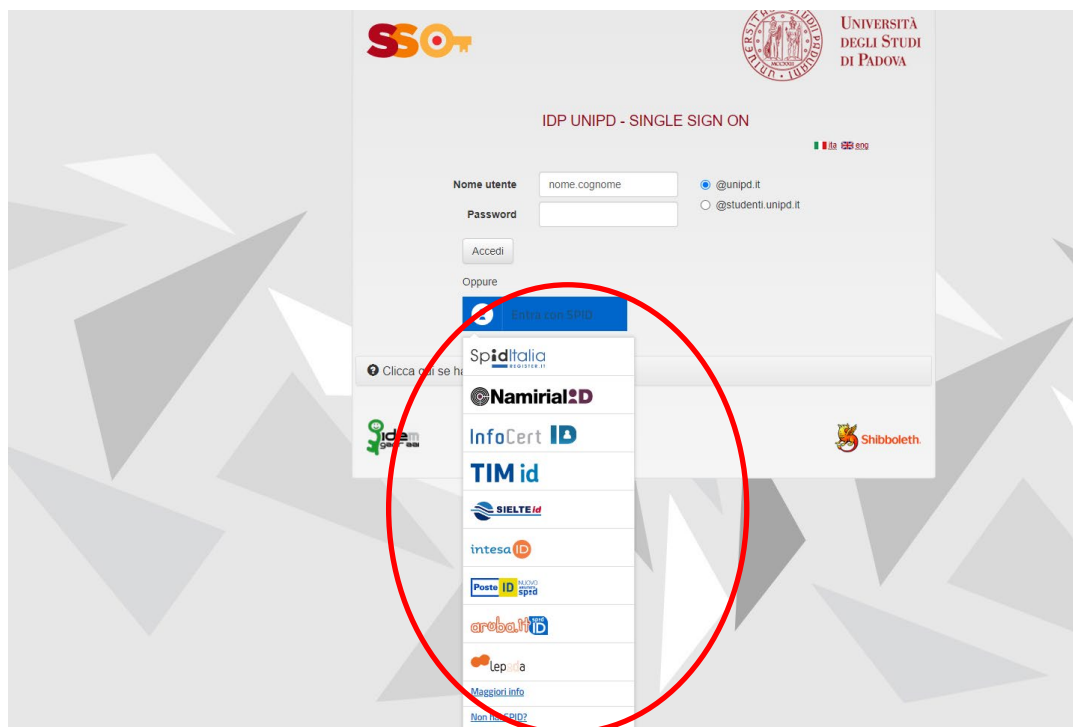 SSO
UNIVERSITÀ
DEGLI STUDI
DI PADOVA
IDP UNIPD - SINGLE SIGN ON
ita eng
Nome utente nome.cognome @unipd.it
Password @studenti.unipd.it
Accedi
Oppure
Entra con SPID
SpidItalia
REGISTER.IT
Clicca qui se ha
Namirial ID
InfoCert ID
idem
Shibboleth.
TIM id
SIELTE id
intesa ID
Poste ID NUOVO
spid
aruba.it spid ID
lepida
Maggiori info
Non hai SPID?